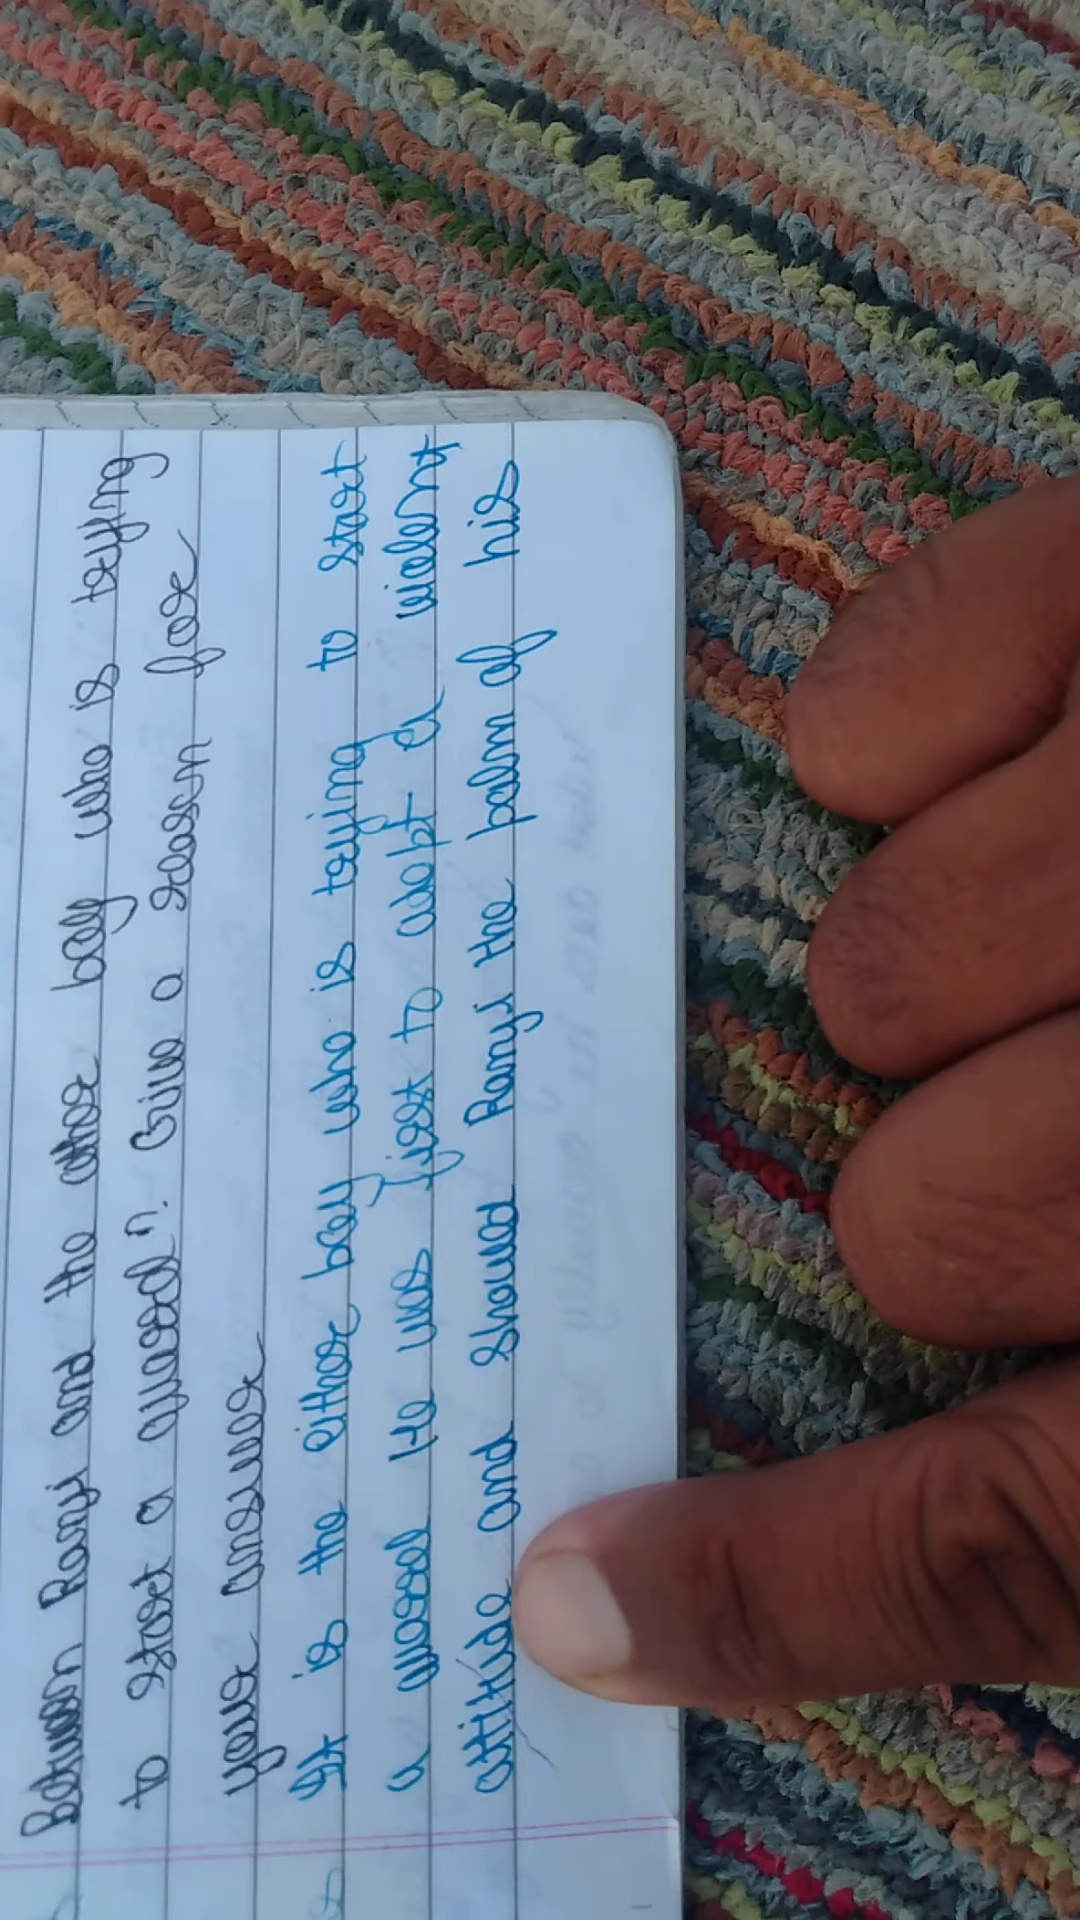 Between Ranji and the other boy who is trying
to start a quarrel". Give a reason for
your answer
It is the either boy who is trying to start
a uarral He was first to adopt a violent
attitude and showed Ranji the palm of his